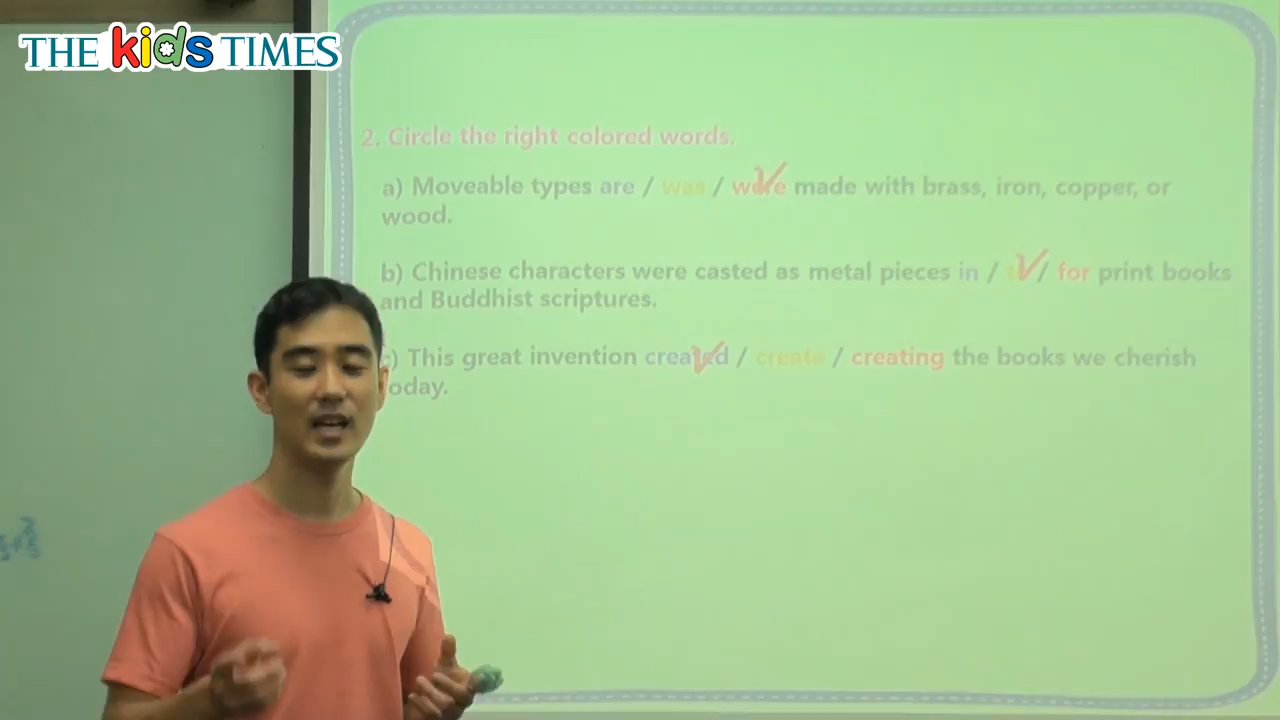 THE kids TIMES
2. Circle the right colored words.
a) Moveable types are / was / were made with brass, iron, copper, or
wood.
b) Chinese characters were casted as metal pieces in / / for print books
and Buddhist scriptures.
c) This great invention created / create / creating the books we cherish
today.